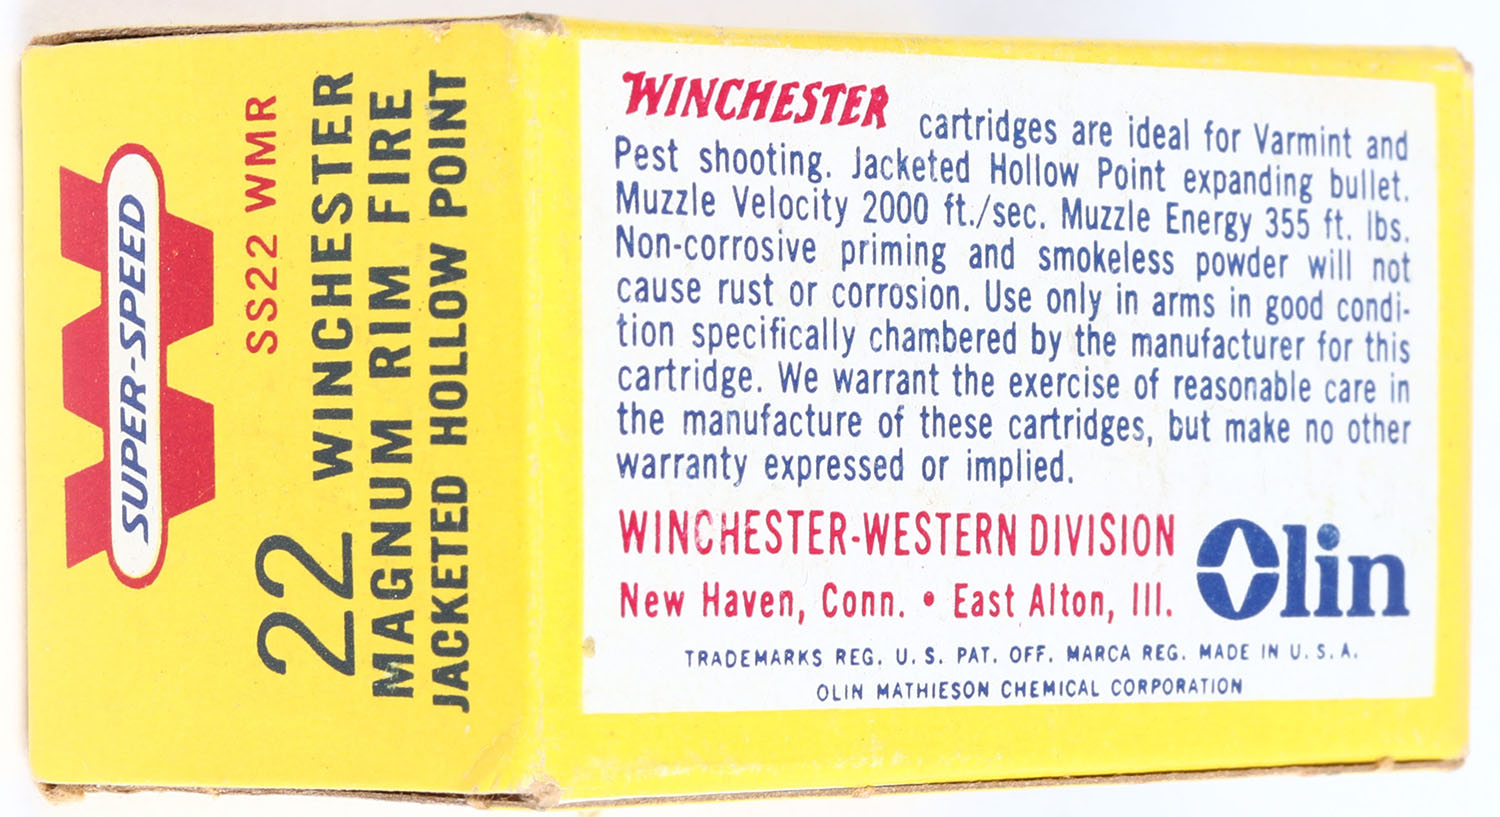 SUPER-SPEED
SS22 WMR
22 WINCHESTER
MAGNUM RIM FIRE
JACKETED HOLLOW POINT
WINCHESTER cartridges are ideal for Varmint and
Pest shooting. Jacketed Hollow Point expanding bullet.
Muzzle Velocity 2000 ft./sec. Muzzle Energy 355 ft. lbs.
Non-corrosive priming and smokeless powder will not
cause rust or corrosion. Use only in arms in good condi-
tion specifically chambered by the manufacturer for this
cartridge. We warrant the exercise of reasonable care in
the manufacture of these cartridges, but make no other
warranty expressed or implied.
WINCHESTER-WESTERN DIVISION
New Haven, Conn. • East Alton, Ill.
Olin
TRADEMARKS REG. U. S. PAT. OFF. MARCA REG. MADE IN U. S. A.
OLIN MATHIESON CHEMICAL CORPORATION